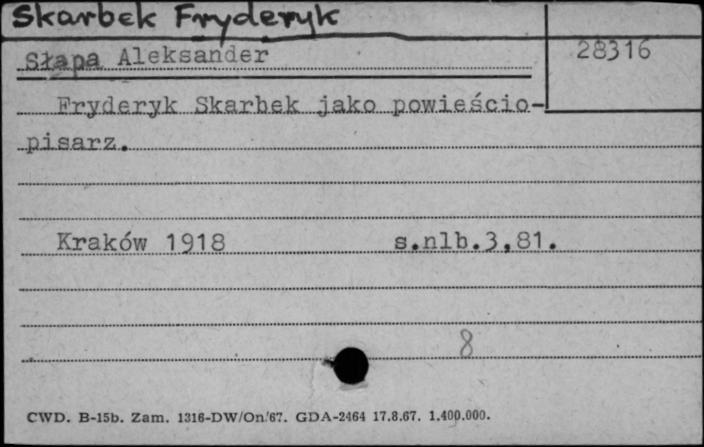 Skarbek Fryderyk
Słapa Aleksander
28316
Fryderyk Skarbek jako powieścio-
pisarz.
Kraków 1918 s.nlb.3,81.
8
CWD. B-15b. Zam. 1316-DW/On/67. GDA-2464 17.8.67. 1.400.000.